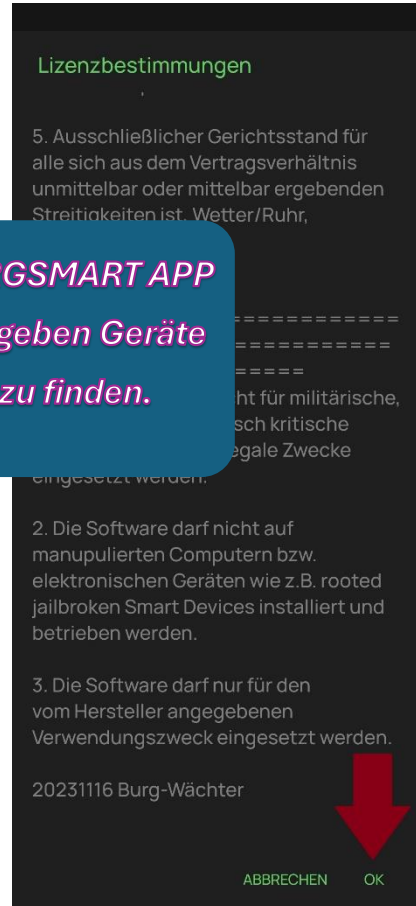 Lizenzbestimmungen
5. Ausschließlicher Gerichtsstand für
alle sich aus dem Vertragsverhältnis
unmittelbar oder mittelbar ergebenden
Streitigkeiten ist, Wetter/Ruhr,
GSMART APP
geben Geräte
zu finden.
============
===========
=====
für militärische,
kritische
Zwecke
eingesetzt werden.
2. Die Software darf nicht auf
manupulierten Computern bzw.
elektronischen Geräten wie z.B. rooted
jailbroken Smart Devices installiert und
betrieben werden.
3. Die Software darf nur für den
vom Hersteller angegebenen
Verwendungszweck eingesetzt werden.
20231116 Burg-Wächter
ABBRECHEN OK